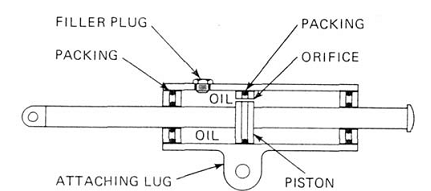 FILLER PLUG
PACKING
PACKING
ORIFICE
OIL
OIL
ATTACHING LUG
PISTON